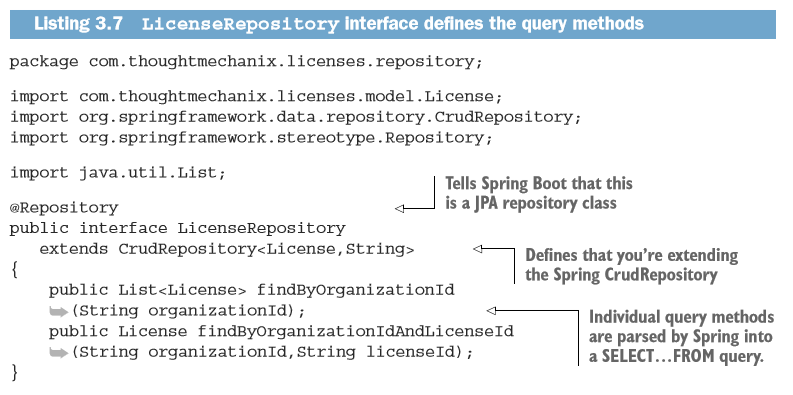 Listing 3.7 LicenseRepository interface defines the query methods
package com.thoughtmechanix.licenses.repository;
import com.thoughtmechanix.licenses.model.License;
import org.springframework.data.repository.CrudRepository;
import org.springframework.stereotype.Repository;
import java.util.List;
Tells Spring Boot that this
is a JPA repository class
@Repository
public interface LicenseRepository
extends CrudRepository<License,String>
Defines that you’re extending
the Spring CrudRepository
{
public List<License> findByOrganizationId
(String organizationId);
public License findByOrganizationIdAndLicenseId
(String organizationId,String licenseId);
Individual query methods
are parsed by Spring into
a SELECT…FROM query.
}